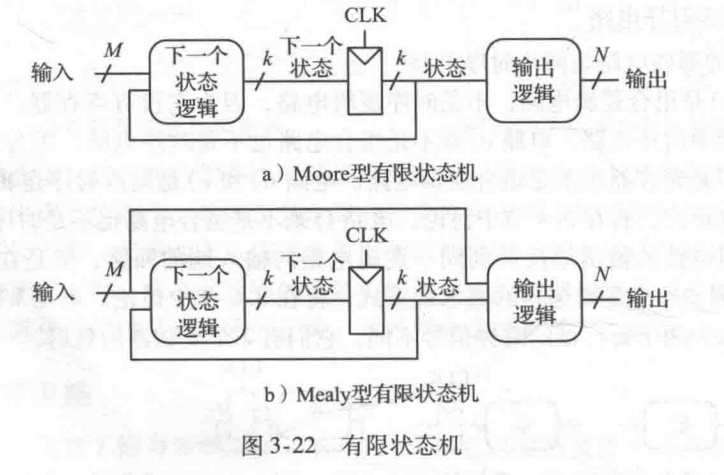 CLK
输入
M
下一个
状态
逻辑
k
下一个
状态
k
状态
输出
逻辑
N
输出
a）Moore型有限状态机
CLK
输入
M
下一个
状态
逻辑
k
下一个
状态
k
状态
输出
逻辑
N
输出
b）Mealy型有限状态机
图 3-22 有限状态机